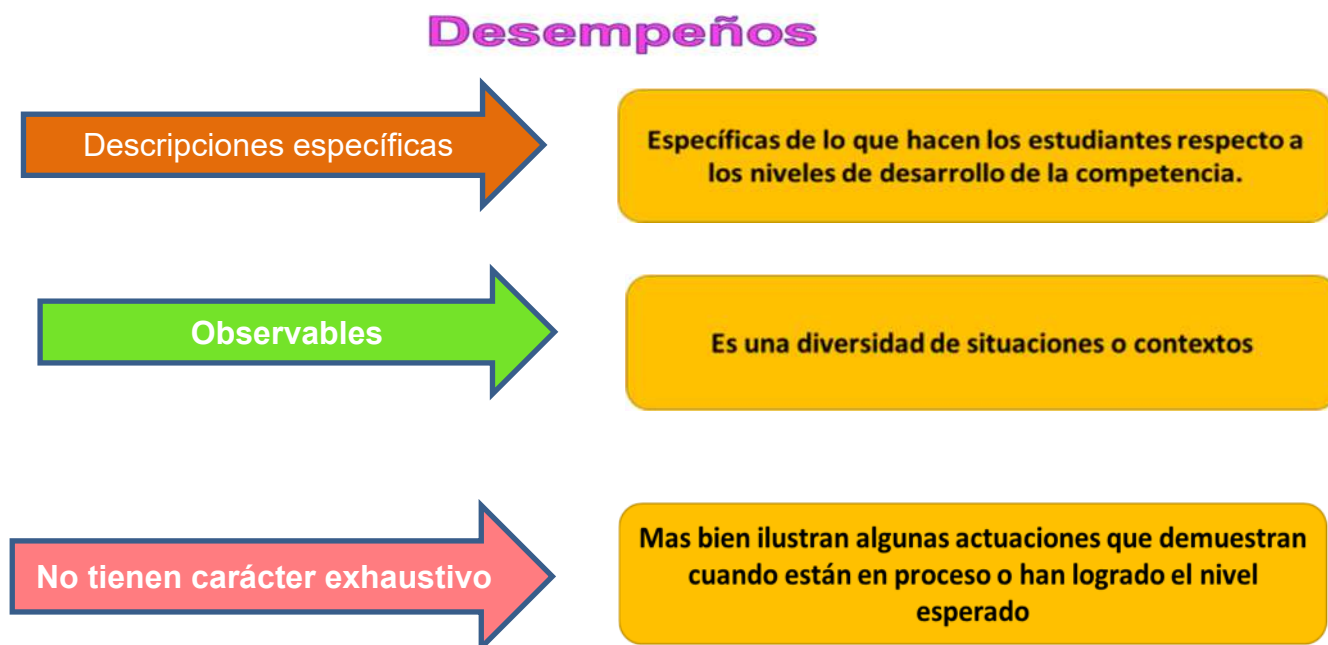 Desempeños
Descripciones específicas
Específicas de lo que hacen los estudiantes respecto a
los niveles de desarrollo de la competencia.
Observables
Es una diversidad de situaciones o contextos
No tienen carácter exhaustivo
Mas bien ilustran algunas actuaciones que demuestran
cuando están en proceso o han logrado el nivel
esperado